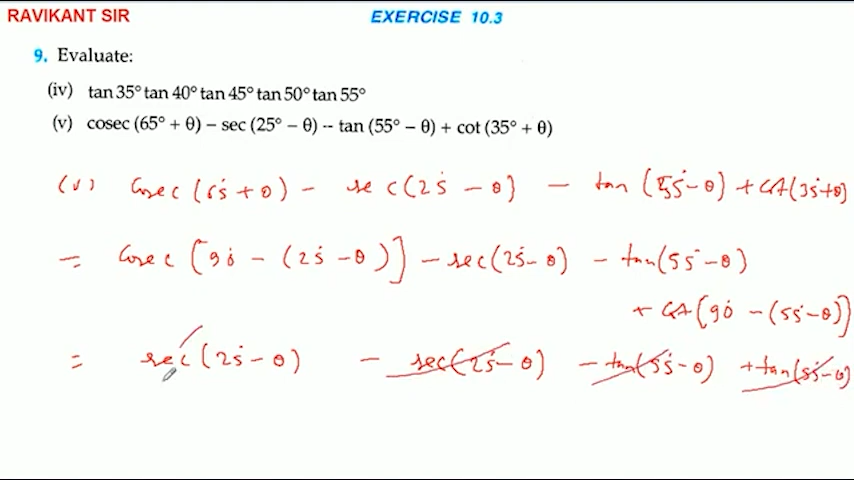 RAVIKANT SIR
EXERCISE 10.3
9. Evaluate:
(iv) tan 35° tan 40° tan 45° tan 50° tan 55°
(v) cosec (65° + θ) – sec (25° – θ) -- tan (55° – θ) + cot (35° + θ)
(v) Cosec (65° + θ) – sec (25° – θ) – tan (55° – θ) + cot (35° + θ)
= Cosec [90° – (25° – θ)] – sec (25° – θ) – tan (55° – θ)
+ cot [90° – (55° – θ)]
= sec (25° – θ) – sec (25° – θ) – tan (55° – θ) + tan (55° – θ)